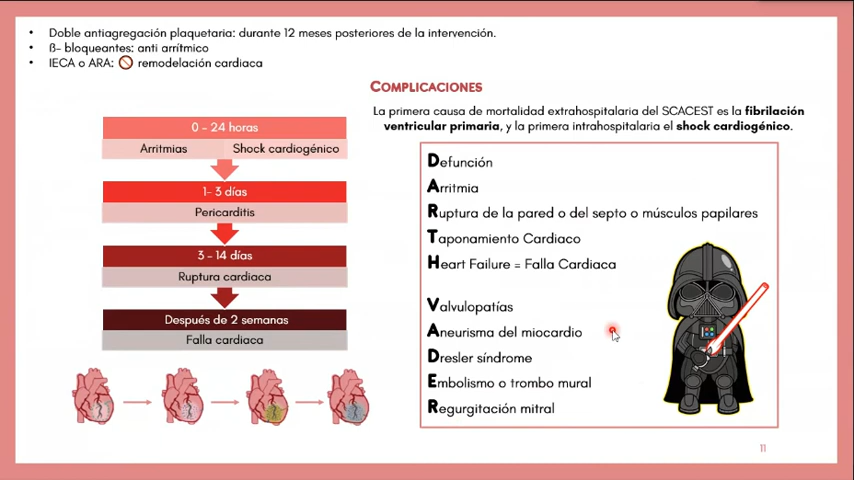 • Doble antiagregación plaquetaria: durante 12 meses posteriores de la intervención.
• ß- bloqueantes: anti arrítmico
• IECA o ARA: remodelación cardiaca
COMPLICACIONES
La primera causa de mortalidad extrahospitalaria del SCACEST es la fibrilación
ventricular primaria, y la primera intrahospitalaria el shock cardiogénico.
0 - 24 horas
Arritmias Shock cardiogénico
1- 3 días
Pericarditis
3 - 14 días
Ruptura cardiaca
Después de 2 semanas
Falla cardiaca
Defunción
Arritmia
Ruptura de la pared o del septo o músculos papilares
Taponamiento Cardiaco
Heart Failure = Falla Cardiaca
Valvulopatías
Aneurisma del miocardio
Dresler síndrome
Embolismo o trombo mural
Regurgitación mitral
11